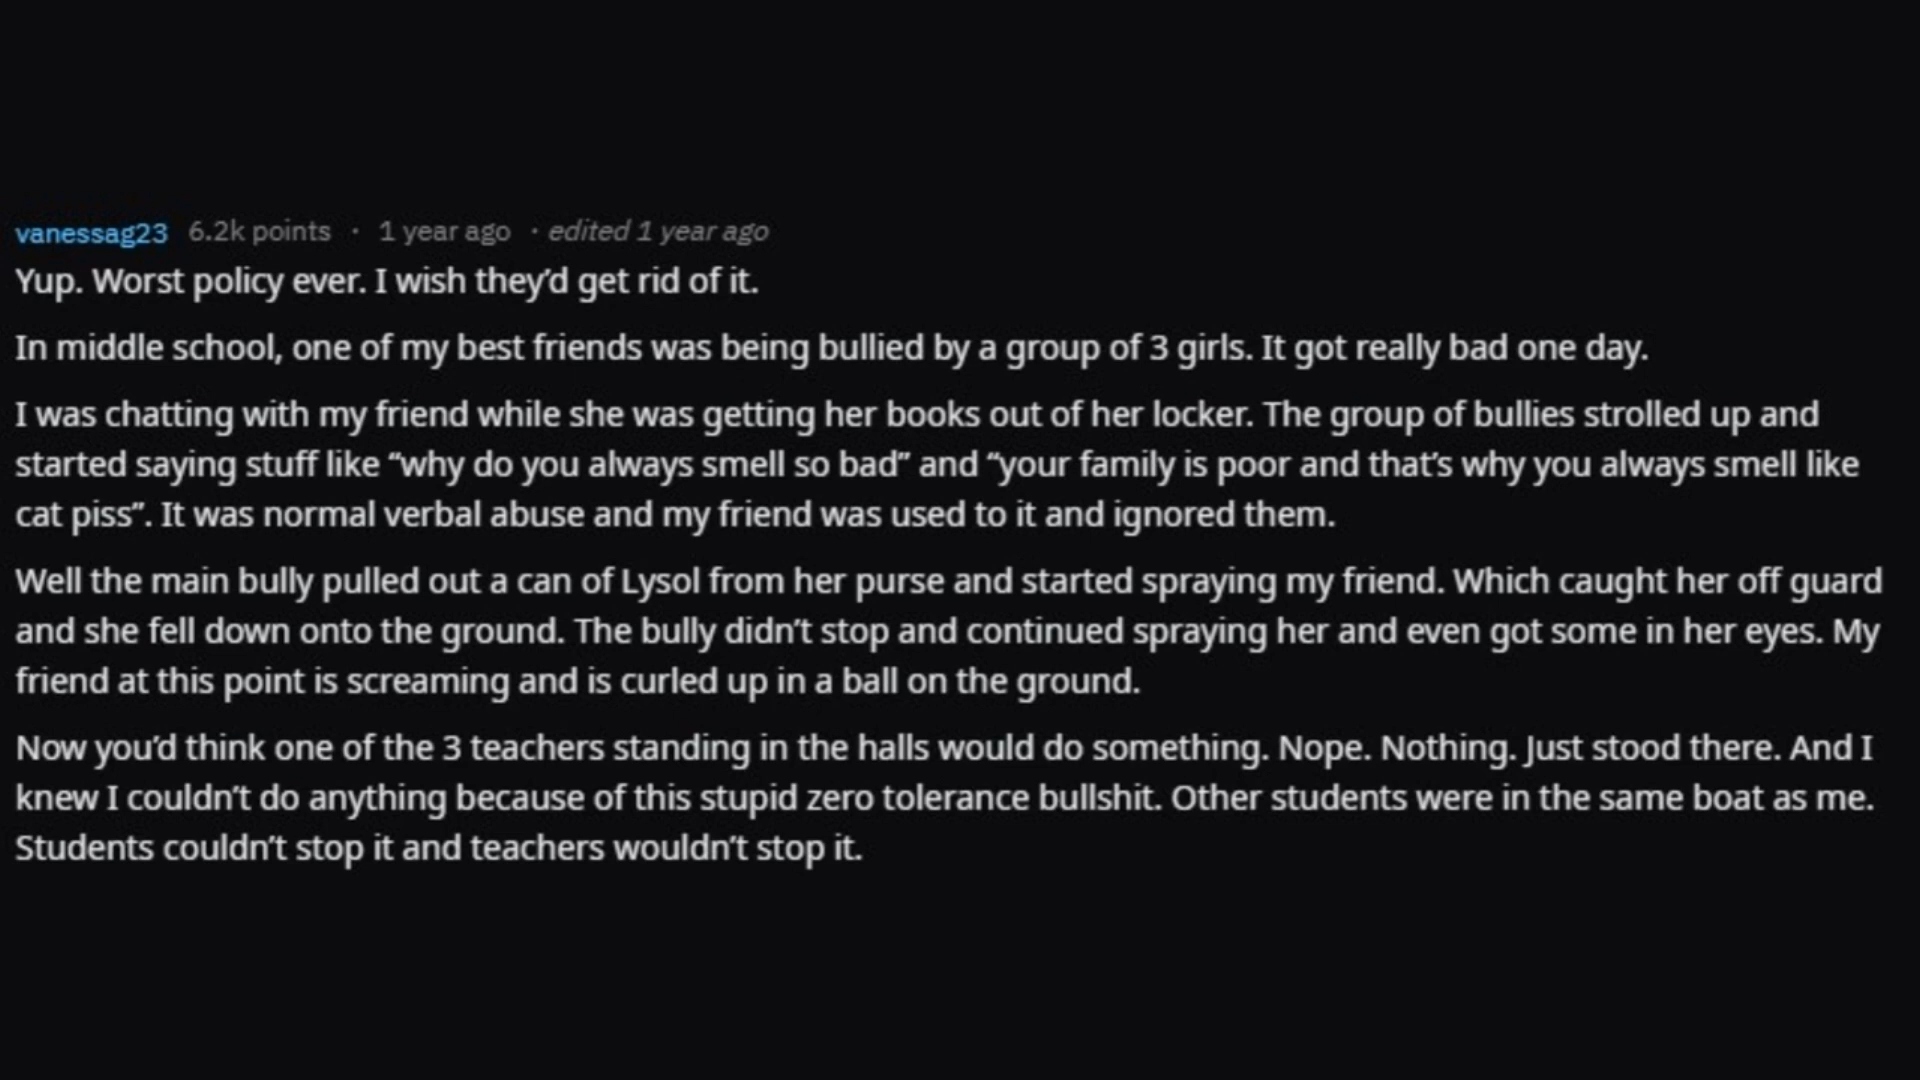 vanessag23 6.2k points · 1 year ago · edited 1 year ago
Yup. Worst policy ever. I wish they’d get rid of it.
In middle school, one of my best friends was being bullied by a group of 3 girls. It got really bad one day.
I was chatting with my friend while she was getting her books out of her locker. The group of bullies strolled up and
started saying stuff like “why do you always smell so bad” and “your family is poor and that’s why you always smell like
cat piss”. It was normal verbal abuse and my friend was used to it and ignored them.
Well the main bully pulled out a can of Lysol from her purse and started spraying my friend. Which caught her off guard
and she fell down onto the ground. The bully didn’t stop and continued spraying her and even got some in her eyes. My
friend at this point is screaming and is curled up in a ball on the ground.
Now you’d think one of the 3 teachers standing in the halls would do something. Nope. Nothing. Just stood there. And I
knew I couldn’t do anything because of this stupid zero tolerance bullshit. Other students were in the same boat as me.
Students couldn’t stop it and teachers wouldn’t stop it.